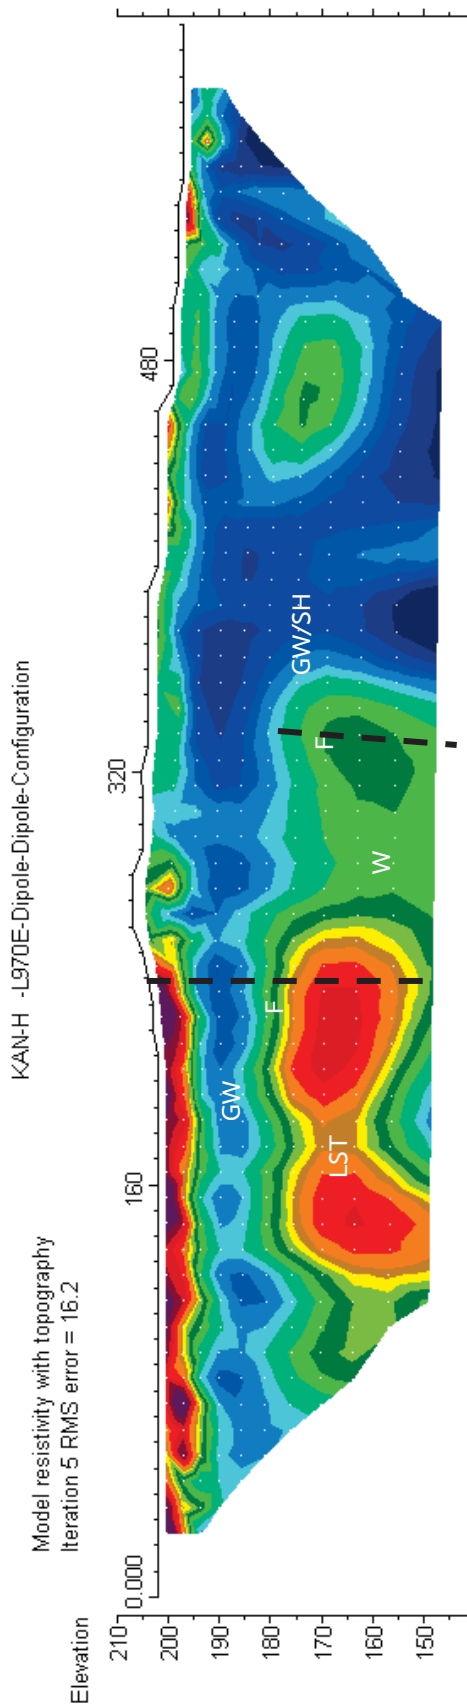 KAN-H -L970E-Dipole-Dipole-Configuration
Model resistivity with topography
Iteration 5 RMS error = 16.2
Elevation
0.000
160
320
480
210
200
190
180
170
160
150
GW
F
LST
W
F
GW/SH